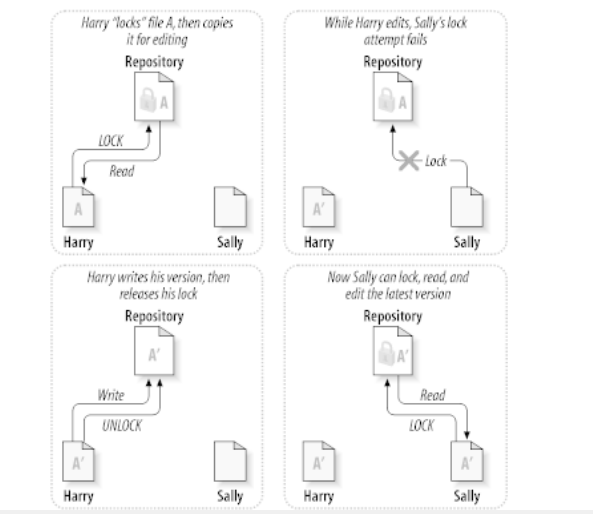 Harry "locks" file A, then copies
it for editing
Repository
A
LOCK
Read
A
Harry
Sally
While Harry edits, Sally's lock
attempt fails
Repository
A
Lock
A'
Harry
Sally
Harry writes his version, then
releases his lock
Repository
A'
Write
UNLOCK
A'
Harry
Sally
Now Sally can lock, read, and
edit the latest version
Repository
A'
Read
LOCK
A'
A'
Harry
Sally